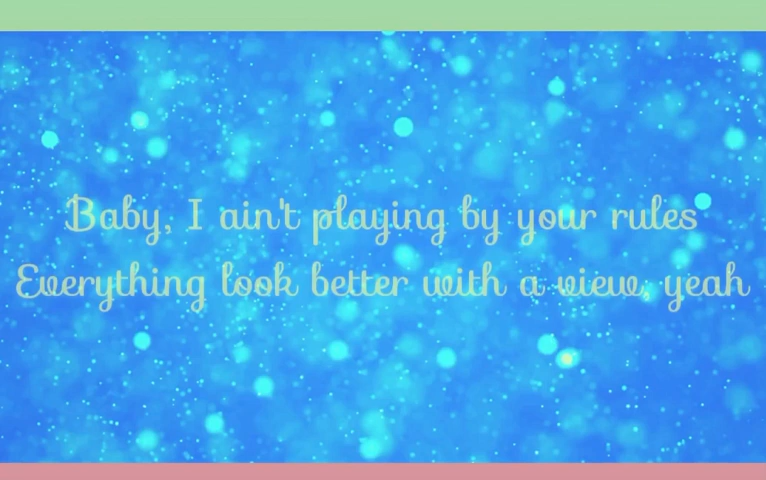 Baby, I ain't playing by your rules
Everything look better with a view, yeah